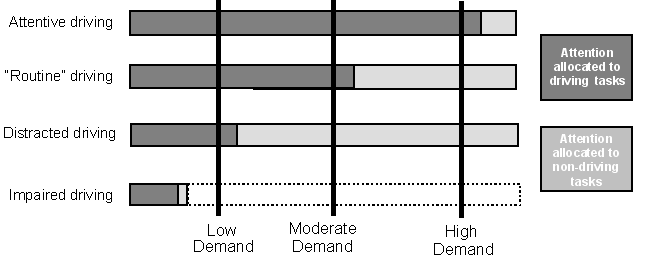 Attentive driving
"Routine" driving
Distracted driving
Impaired driving
Low
Demand
Moderate
Demand
High
Demand
Attention
allocated to
driving tasks
Attention
allocated to
non-driving
tasks